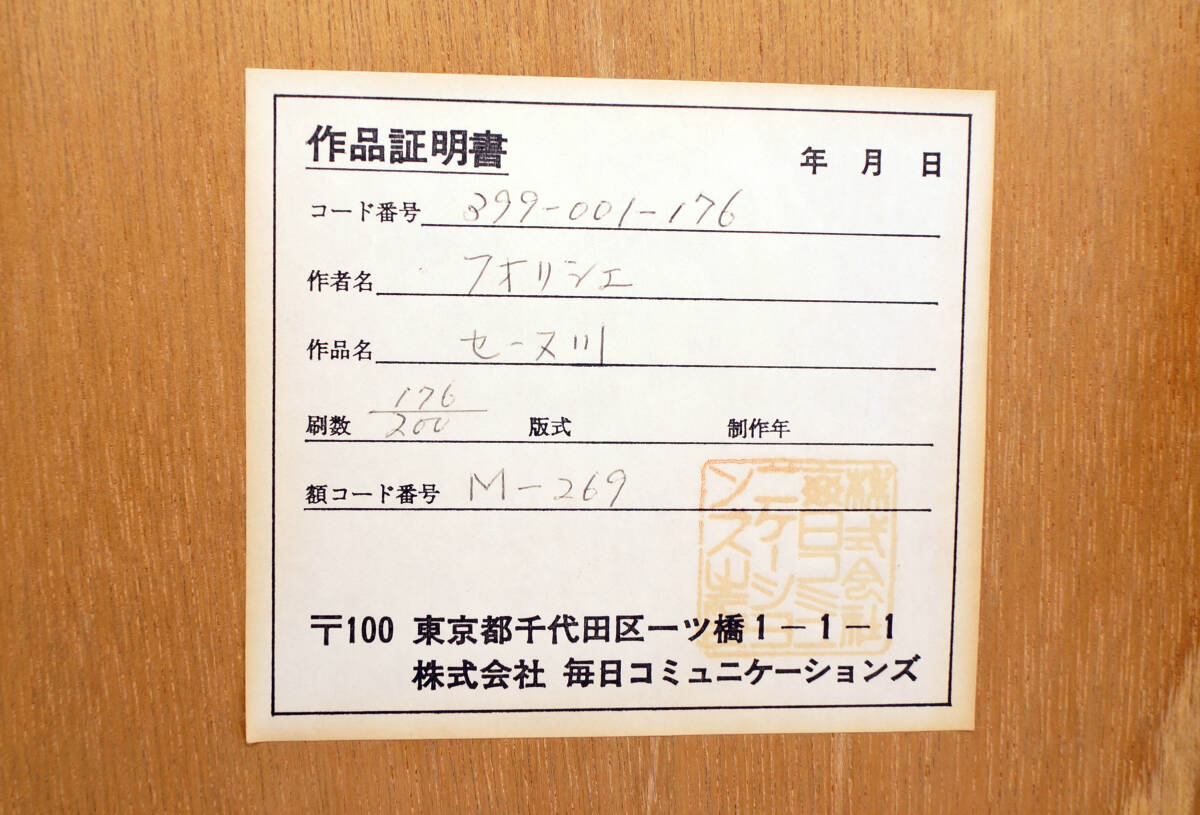 作品証明書
年 月 日
コード番号 399-001-176
作者名 フォリシェ
作品名 セーヌ川
刷数 176/200 版式 制作年
額コード番号 M-269
〒100 東京都千代田区一ツ橋1-1-1
株式会社 毎日コミュニケーションズ
株式会社
毎日コミュ
ニケーショ
ンズ